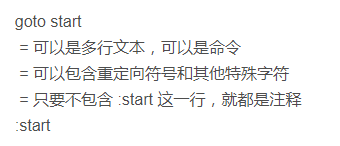 goto start
= 可以是多行文本，可以是命令
= 可以包含重定向符号和其他特殊字符
= 只要不包含 :start 这一行，就都是注释
:start